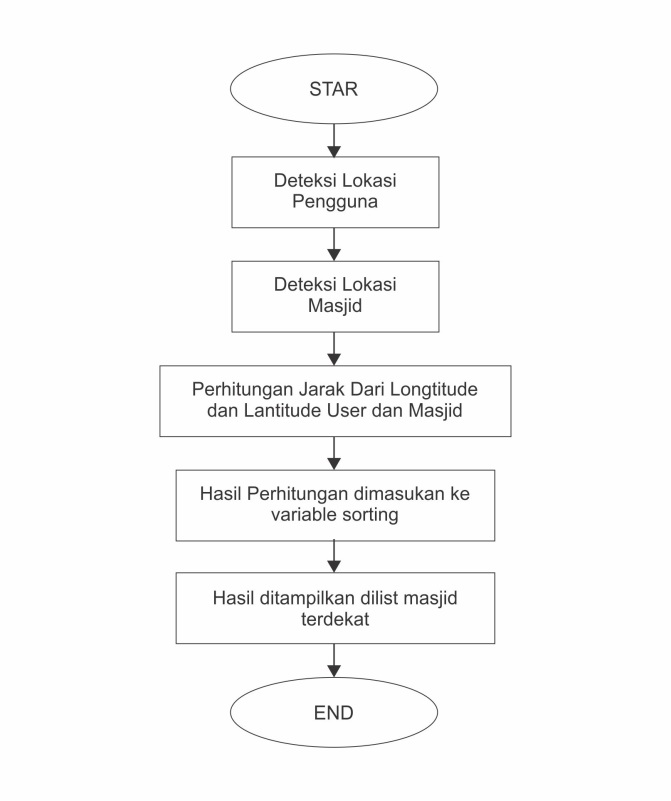 STAR
Deteksi Lokasi
Pengguna
Deteksi Lokasi
Masjid
Perhitungan Jarak Dari Longtitude
dan Lantitude User dan Masjid
Hasil Perhitungan dimasukan ke
variable sorting
Hasil ditampilkan dilist masjid
terdekat
END